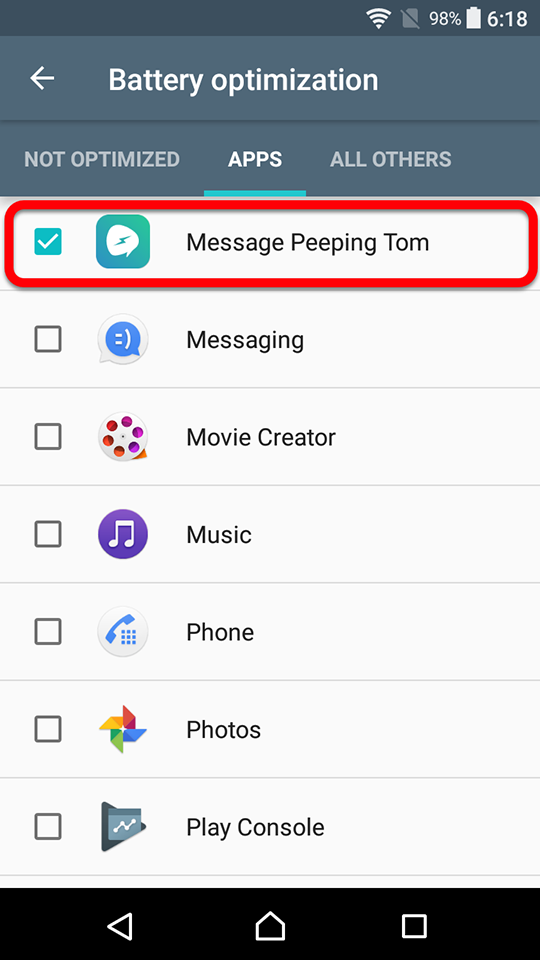 98% 6:18
Battery optimization
NOT OPTIMIZED APPS ALL OTHERS
Message Peeping Tom
Messaging
Movie Creator
Music
Phone
Photos
Play Console